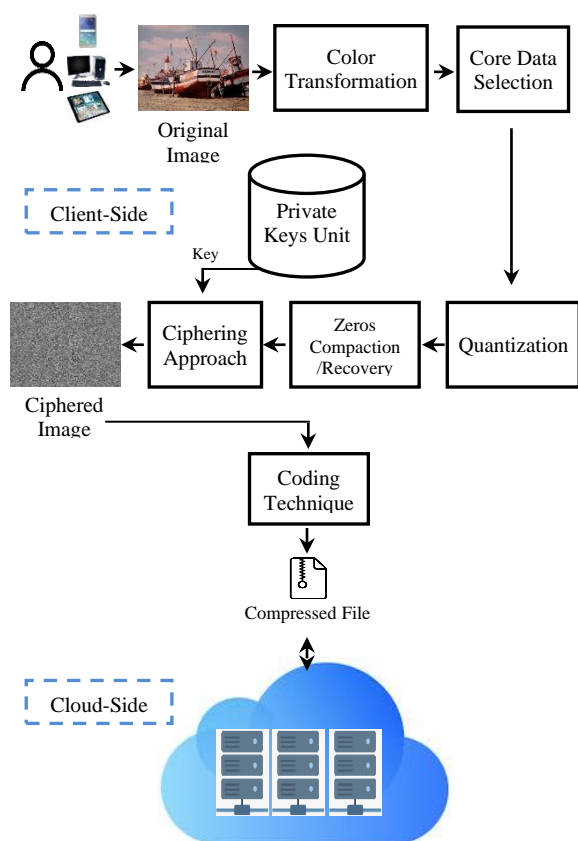 Color
Transformation
Core Data
Selection
Original
Image
Client-Side
Private
Keys Unit
Key
Ciphering
Approach
Zeros
Compaction
/Recovery
Quantization
Ciphered
Image
Coding
Technique
Compressed File
Cloud-Side